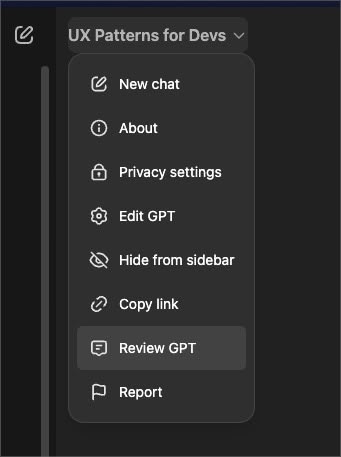 UX Patterns for Devs
New chat
About
Privacy settings
Edit GPT
Hide from sidebar
Copy link
Review GPT
Report